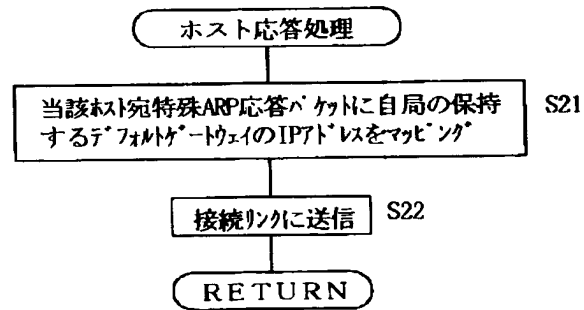 ホスト応答処理
当該ﾎｽﾄ宛特殊ARP応答ﾊﾟｹｯﾄに自局の保持 S21
するﾃﾞﾌｫﾙﾄｹﾞｰﾄｳｪｲのIPｱﾄﾞﾚｽをﾏｯﾋﾟﾝｸﾞ
接続ﾘﾝｸに送信 S22
RETURN